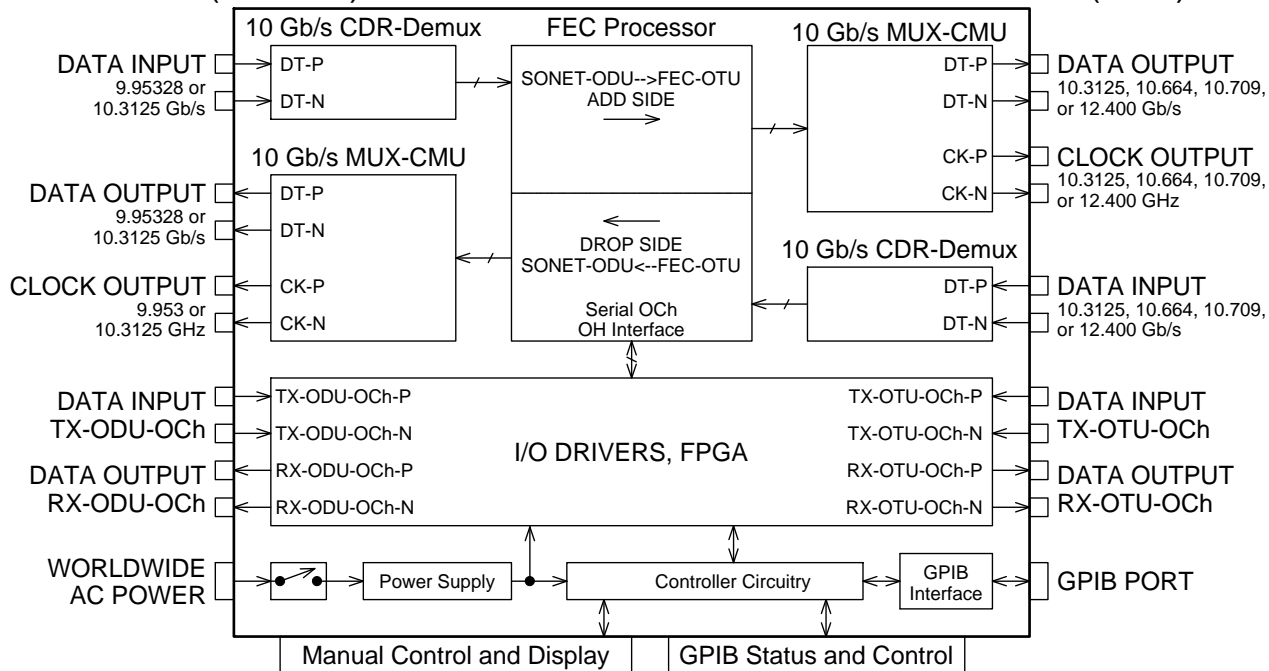 10 Gb/s CDR-Demux
FEC Processor
10 Gb/s MUX-CMU
DATA INPUT
9.95328 or
10.3125 Gb/s
DT-P
DT-N
SONET-ODU-->FEC-OTU
ADD SIDE
DT-P
DT-N
CK-P
CK-N
DATA OUTPUT
10.3125, 10.664, 10.709,
or 12.400 Gb/s
CLOCK OUTPUT
10.3125, 10.664, 10.709,
or 12.400 GHz
10 Gb/s MUX-CMU
DATA OUTPUT
9.95328 or
10.3125 Gb/s
CLOCK OUTPUT
9.953 or
10.3125 GHz
DT-P
DT-N
CK-P
CK-N
DROP SIDE
SONET-ODU<--FEC-OTU
Serial OCh
OH Interface
10 Gb/s CDR-Demux
DT-P
DT-N
DATA INPUT
10.3125, 10.664, 10.709,
or 12.400 Gb/s
DATA INPUT
TX-ODU-OCh
DATA OUTPUT
RX-ODU-OCh
TX-ODU-OCh-P
TX-ODU-OCh-N
RX-ODU-OCh-P
RX-ODU-OCh-N
I/O DRIVERS, FPGA
TX-OTU-OCh-P
TX-OTU-OCh-N
RX-OTU-OCh-P
RX-OTU-OCh-N
DATA INPUT
TX-OTU-OCh
DATA OUTPUT
RX-OTU-OCh
WORLDWIDE
AC POWER
Power Supply
Controller Circuitry
GPIB
Interface
GPIB PORT
Manual Control and Display
GPIB Status and Control